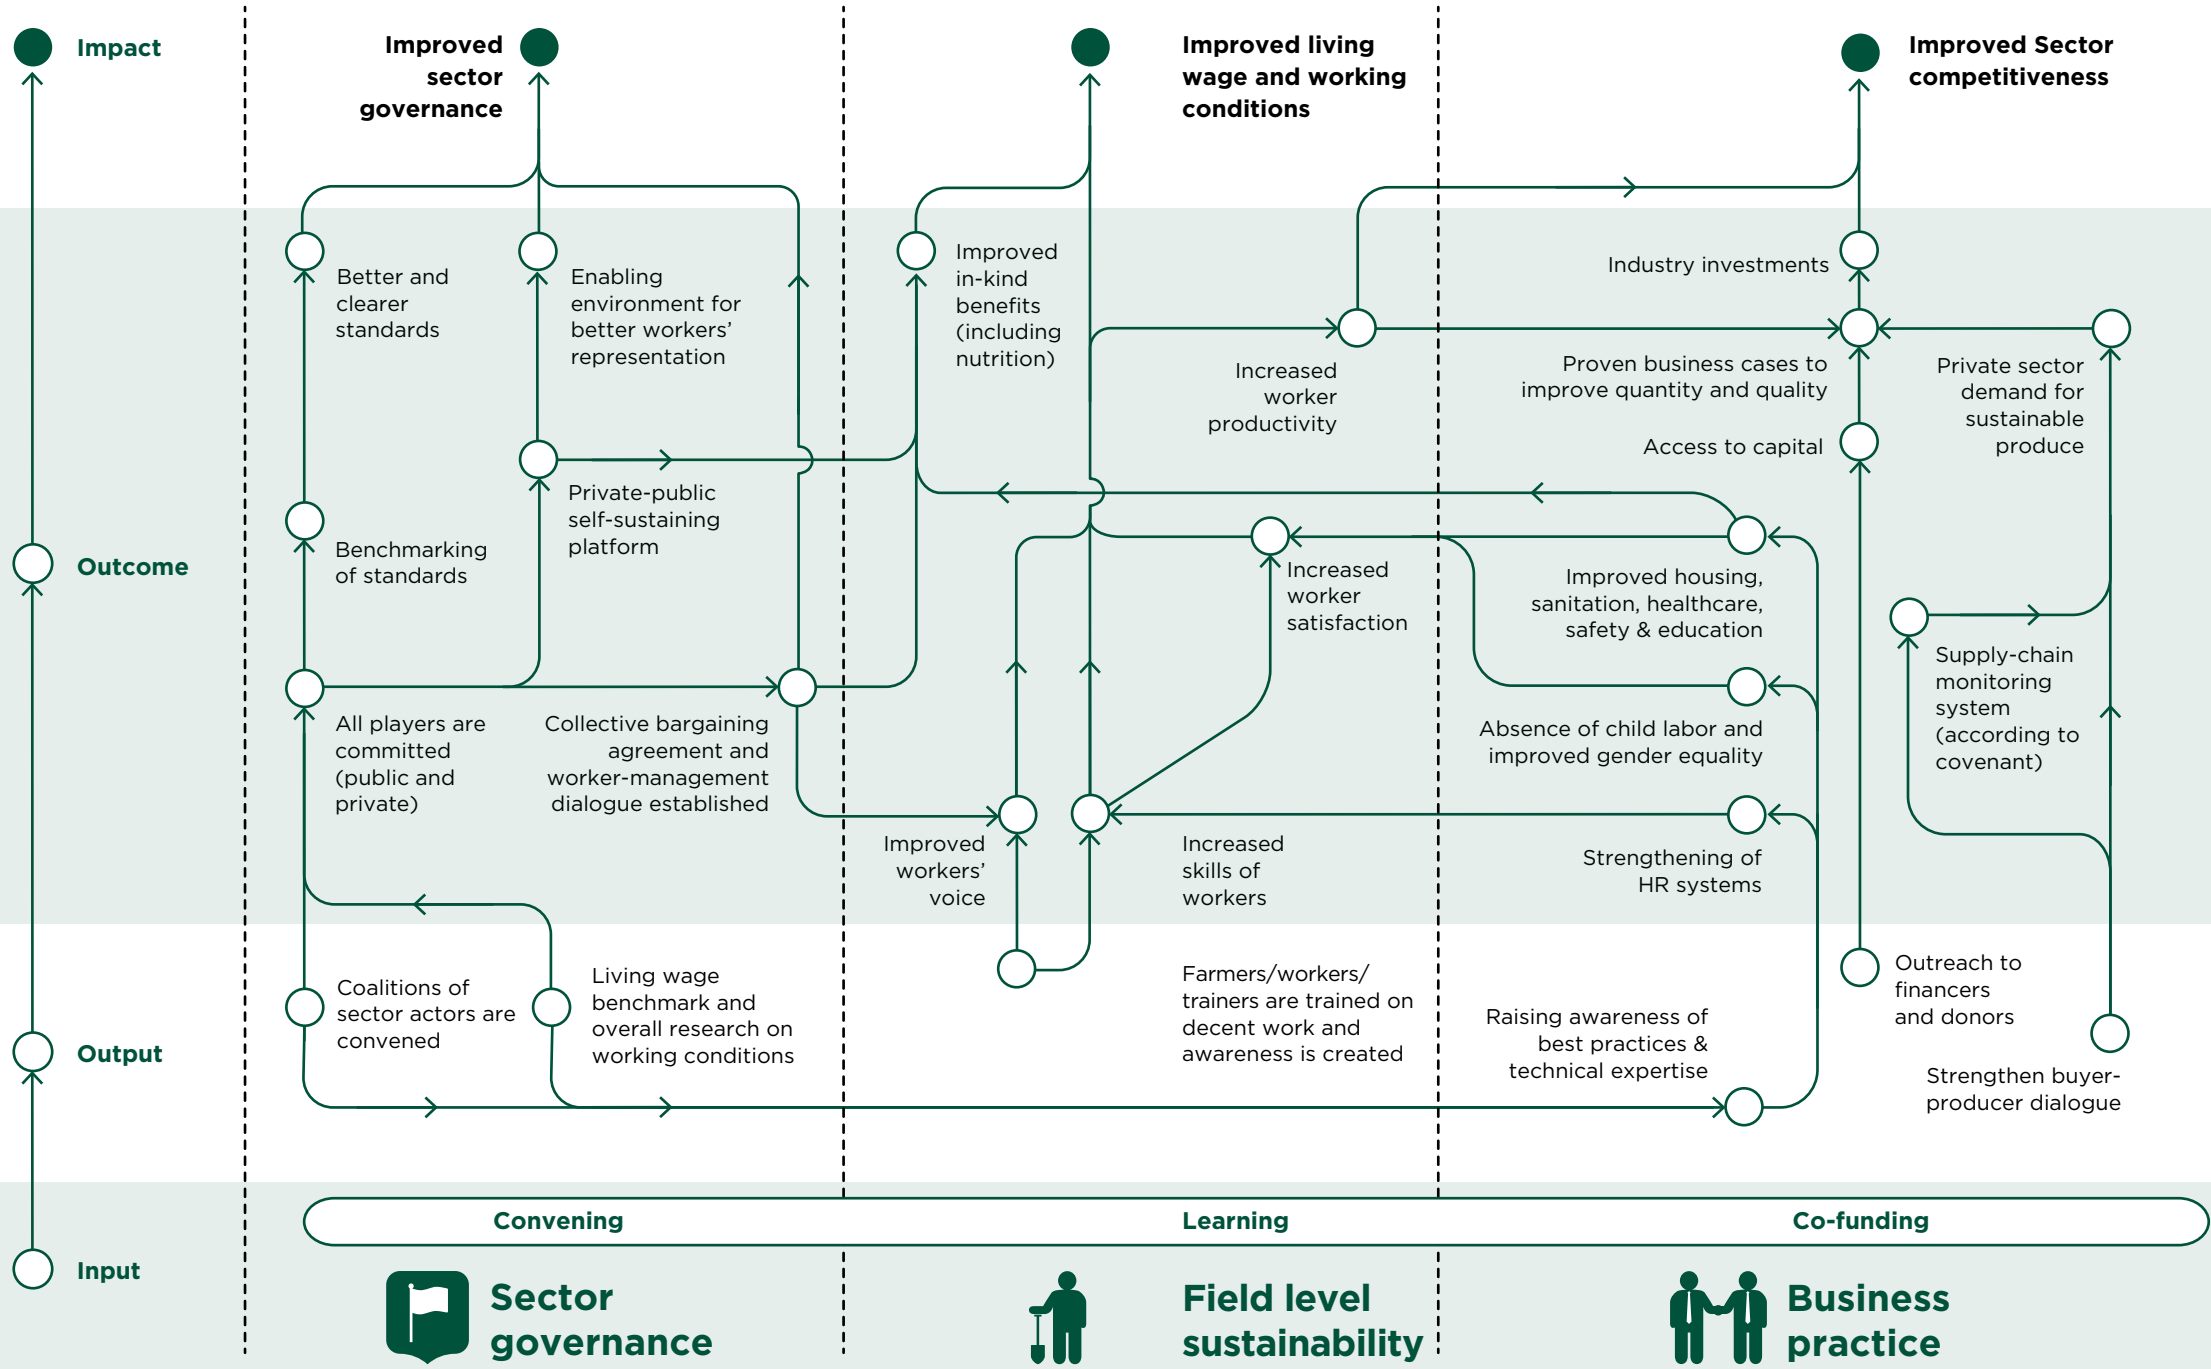 Impact
Improved
sector
governance
Improved living
wage and working
conditions
Improved Sector
competitiveness
Better and
clearer
standards
Enabling
environment for
better workers'
representation
Improved
in-kind
benefits
(including
nutrition)
Increased
worker
productivity
Industry investments
Proven business cases to
improve quantity and quality
Private sector
demand for
sustainable
produce
Access to capital
Outcome
Benchmarking
of standards
Private-public
self-sustaining
platform
Increased
worker
satisfaction
Improved housing,
sanitation, healthcare,
safety & education
Supply-chain
monitoring
system
(according to
covenant)
All players are
committed
(public and
private)
Collective bargaining
agreement and
worker-management
dialogue established
Absence of child labor and
improved gender equality
Improved
workers'
voice
Increased
skills of
workers
Strengthening of
HR systems
Output
Coalitions of
sector actors are
convened
Living wage
benchmark and
overall research on
working conditions
Farmers/workers/
trainers are trained on
decent work and
awareness is created
Raising awareness of
best practices &
technical expertise
Outreach to
financers
and donors
Strengthen buyer-
producer dialogue
Input
Convening
Learning
Co-funding
Sector
governance
Field level
sustainability
Business
practice